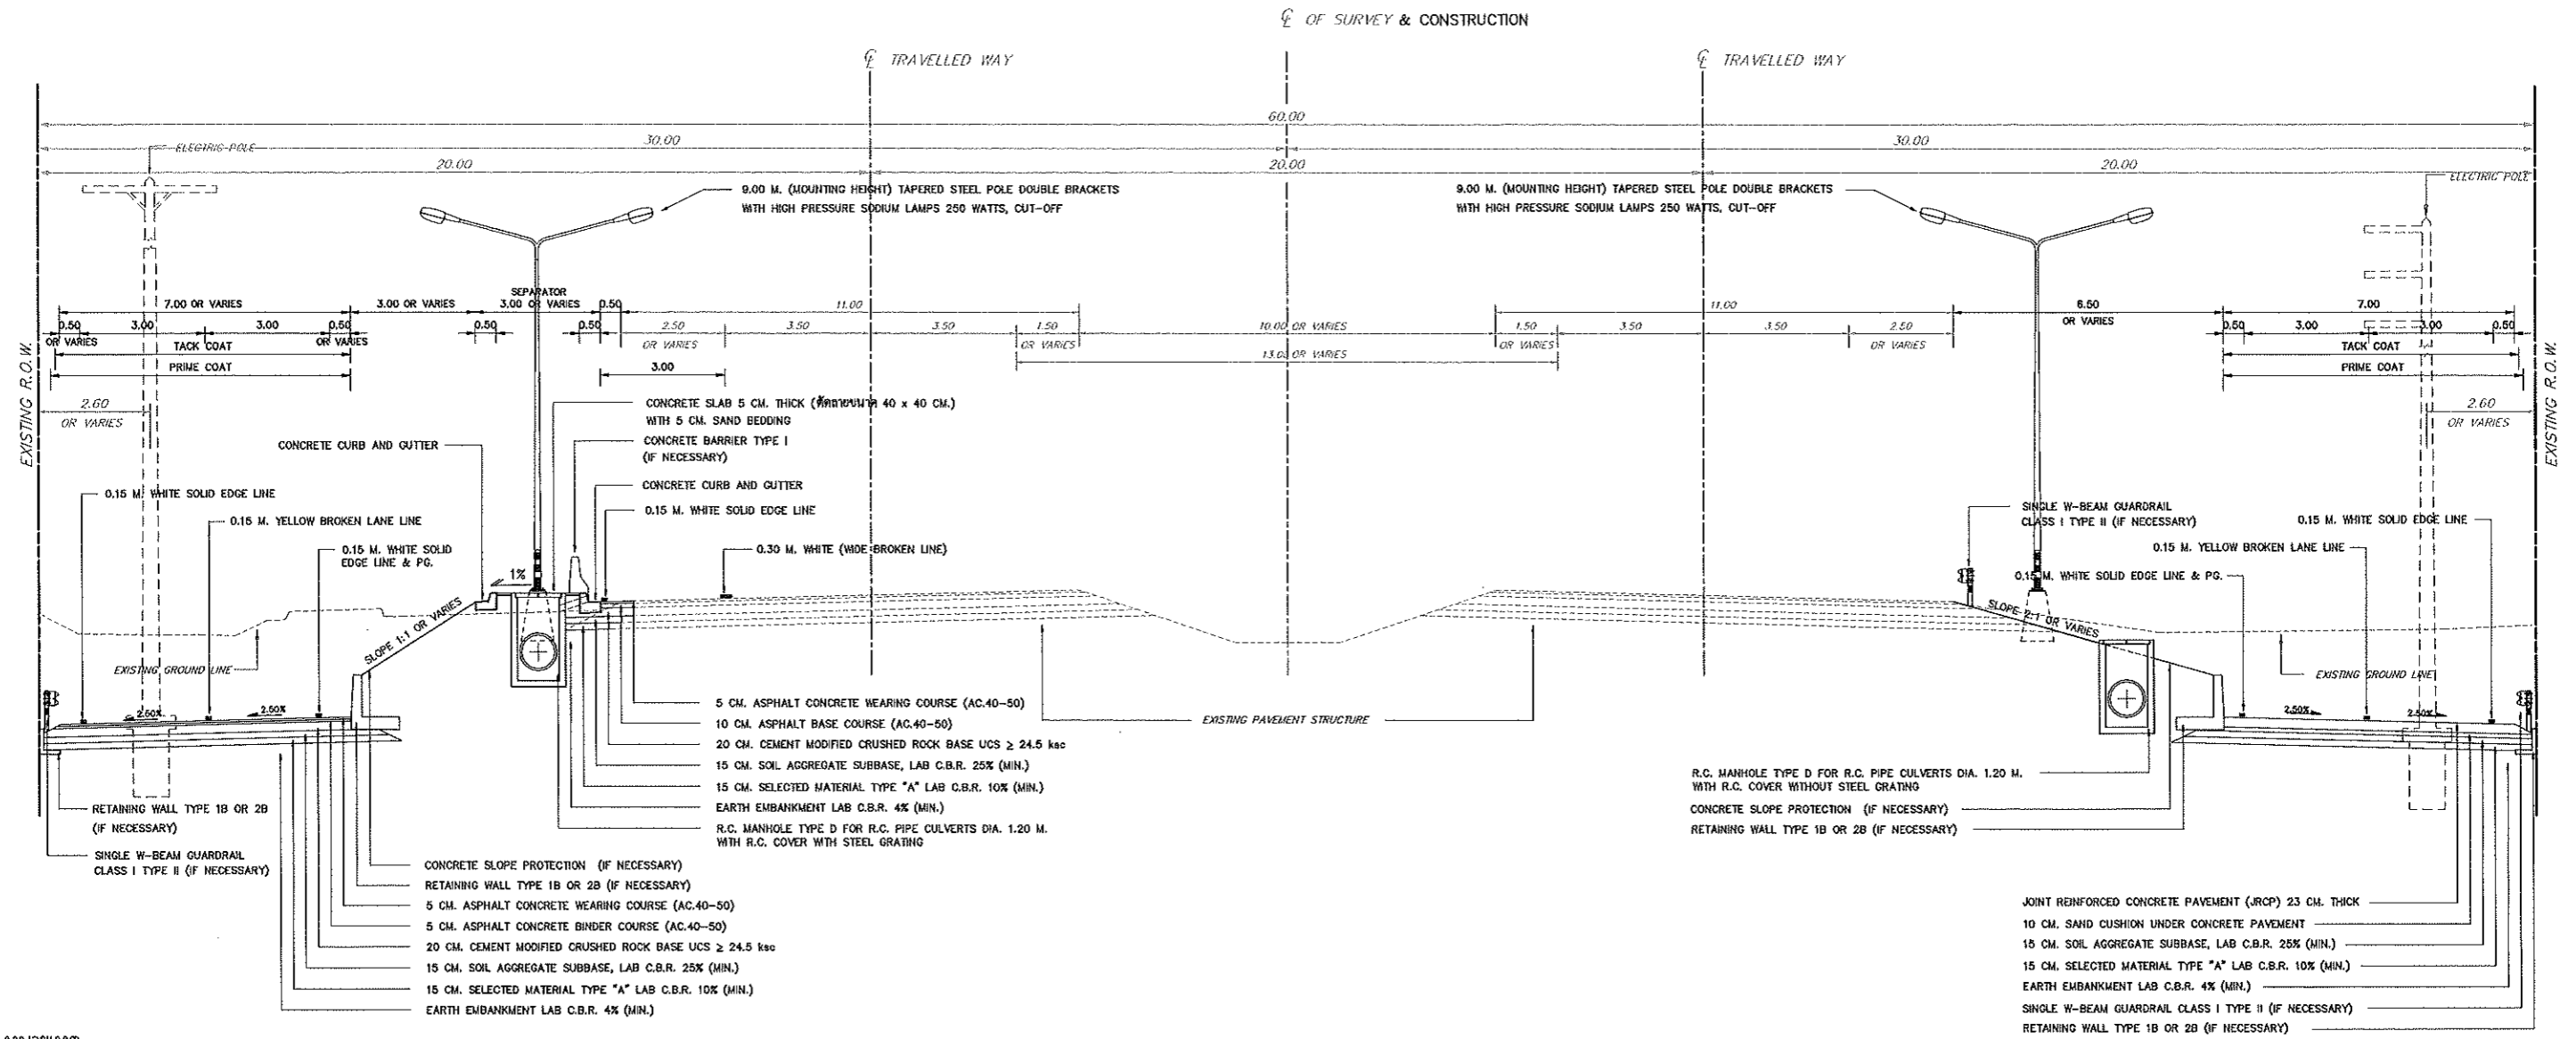 ℄ OF SURVEY & CONSTRUCTION
℄ TRAVELLED WAY
℄ TRAVELLED WAY
60.00
30.00
30.00
20.00
20.00
20.00
ELECTRIC POLE
ELECTRIC POLE
9.00 M. (MOUNTING HEIGHT) TAPERED STEEL POLE DOUBLE BRACKETS
WITH HIGH PRESSURE SODIUM LAMPS 250 WATTS, CUT-OFF
9.00 M. (MOUNTING HEIGHT) TAPERED STEEL POLE DOUBLE BRACKETS
WITH HIGH PRESSURE SODIUM LAMPS 250 WATTS, CUT-OFF
SEPARATOR
7.00 OR VARIES
3.00 OR VARIES
3.00 OR VARIES
0.50
11.00
11.00
6.50
OR VARIES
7.00
0.50
OR VARIES
3.00
3.00
0.50
OR VARIES
0.50
0.50
2.50
OR VARIES
3.50
3.50
1.50
OR VARIES
10.00 OR VARIES
1.50
OR VARIES
3.50
3.50
2.50
OR VARIES
0.50
3.00
3.00
0.50
TACK COAT
PRIME COAT
3.00
13.00 OR VARIES
TACK COAT
PRIME COAT
EXISTING R.O.W.
EXISTING R.O.W.
2.60
OR VARIES
2.60
OR VARIES
CONCRETE SLAB 5 CM. THICK (ตัดลายขนาด 40 x 40 CM.)
WITH 5 CM. SAND BEDDING
CONCRETE BARRIER TYPE I
(IF NECESSARY)
CONCRETE CURB AND GUTTER
CONCRETE CURB AND GUTTER
0.15 M. WHITE SOLID EDGE LINE
0.15 M. WHITE SOLID EDGE LINE
0.15 M. YELLOW BROKEN LANE LINE
0.15 M. WHITE SOLID
EDGE LINE & PG.
0.30 M. WHITE (WIDE BROKEN LINE)
SINGLE W-BEAM GUARDRAIL
CLASS I TYPE II (IF NECESSARY)
0.15 M. WHITE SOLID EDGE LINE
0.15 M. YELLOW BROKEN LANE LINE
0.15 M. WHITE SOLID EDGE LINE & PG.
1%
SLOPE 1:1 OR VARIES
SLOPE 2:1 OR VARIES
EXISTING GROUND LINE
EXISTING GROUND LINE
2.50%
2.50%
2.50%
2.50%
EXISTING PAVEMENT STRUCTURE
5 CM. ASPHALT CONCRETE WEARING COURSE (AC.40-50)
10 CM. ASPHALT BASE COURSE (AC.40-50)
20 CM. CEMENT MODIFIED CRUSHED ROCK BASE UCS ≥ 24.5 ksc
15 CM. SOIL AGGREGATE SUBBASE, LAB C.B.R. 25% (MIN.)
15 CM. SELECTED MATERIAL TYPE "A" LAB C.B.R. 10% (MIN.)
EARTH EMBANKMENT LAB C.B.R. 4% (MIN.)
R.C. MANHOLE TYPE D FOR R.C. PIPE CULVERTS DIA. 1.20 M.
WITH R.C. COVER WITH STEEL GRATING
R.C. MANHOLE TYPE D FOR R.C. PIPE CULVERTS DIA. 1.20 M.
WITH R.C. COVER WITHOUT STEEL GRATING
CONCRETE SLOPE PROTECTION (IF NECESSARY)
RETAINING WALL TYPE 1B OR 2B (IF NECESSARY)
RETAINING WALL TYPE 1B OR 2B
(IF NECESSARY)
SINGLE W-BEAM GUARDRAIL
CLASS I TYPE II (IF NECESSARY)
CONCRETE SLOPE PROTECTION (IF NECESSARY)
RETAINING WALL TYPE 1B OR 2B (IF NECESSARY)
5 CM. ASPHALT CONCRETE WEARING COURSE (AC.40-50)
5 CM. ASPHALT CONCRETE BINDER COURSE (AC.40-50)
20 CM. CEMENT MODIFIED CRUSHED ROCK BASE UCS ≥ 24.5 ksc
15 CM. SOIL AGGREGATE SUBBASE, LAB C.B.R. 25% (MIN.)
15 CM. SELECTED MATERIAL TYPE "A" LAB C.B.R. 10% (MIN.)
EARTH EMBANKMENT LAB C.B.R. 4% (MIN.)
JOINT REINFORCED CONCRETE PAVEMENT (JRCP) 23 CM. THICK
10 CM. SAND CUSHION UNDER CONCRETE PAVEMENT
15 CM. SOIL AGGREGATE SUBBASE, LAB C.B.R. 25% (MIN.)
15 CM. SELECTED MATERIAL TYPE "A" LAB C.B.R. 10% (MIN.)
EARTH EMBANKMENT LAB C.B.R. 4% (MIN.)
SINGLE W-BEAM GUARDRAIL CLASS I TYPE II (IF NECESSARY)
RETAINING WALL TYPE 1B OR 2B (IF NECESSARY)